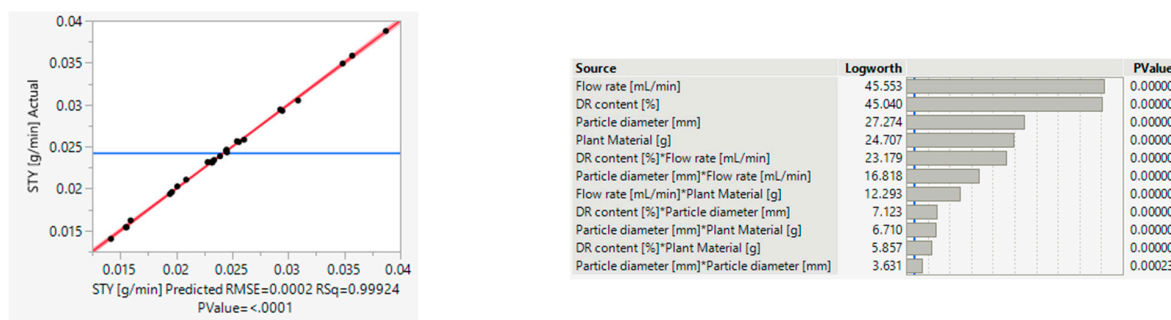 0.04
0.035
0.03
0.025
0.02
0.015
STY [g/min] Actual
0.015 0.02 0.025 0.03 0.035 0.04
STY [g/min] Predicted RMSE=0.0002 RSq=0.99924
PValue=<.0001
Source Logworth PValue
Flow rate [mL/min] 45.553 0.00000
DR content [%] 45.040 0.00000
Particle diameter [mm] 27.274 0.00000
Plant Material [g] 24.707 0.00000
DR content [%]*Flow rate [mL/min] 23.179 0.00000
Particle diameter [mm]*Flow rate [mL/min] 16.818 0.00000
Flow rate [mL/min]*Plant Material [g] 12.293 0.00000
DR content [%]*Particle diameter [mm] 7.123 0.00000
Particle diameter [mm]*Plant Material [g] 6.710 0.00000
DR content [%]*Plant Material [g] 5.857 0.00000
Particle diameter [mm]*Particle diameter [mm] 3.631 0.00023